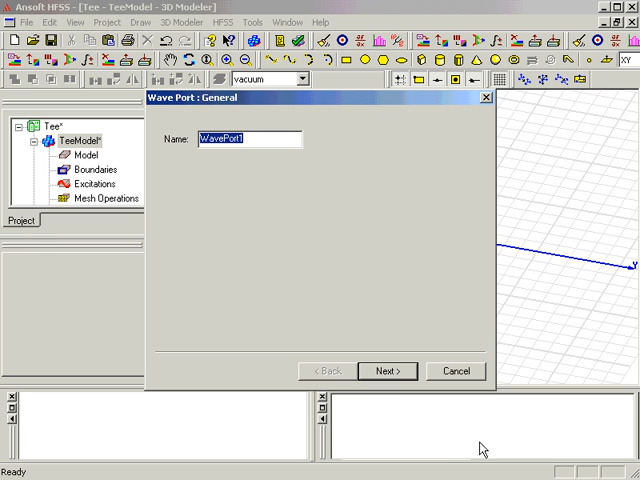 Ansoft HFSS - [Tee - TeeModel - 3D Modeler]
File Edit View Project Draw 3D Modeler HFSS Tools Window Help
vacuum
XY
Wave Port : General
Name: WavePort1
Tee*
TeeModel*
Model
Boundaries
Excitations
Mesh Operations
Project
Y
< Back Next > Cancel
Ready